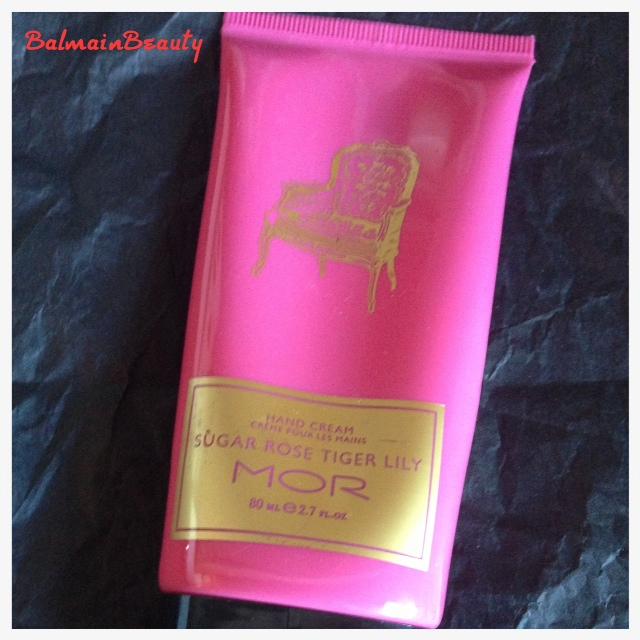 BalmainBeauty
HAND CREAM
CRÈME POUR LES MAINS
SUGAR ROSE TIGER LILY
MOR
80 ML ℮ 2.7 FL.OZ